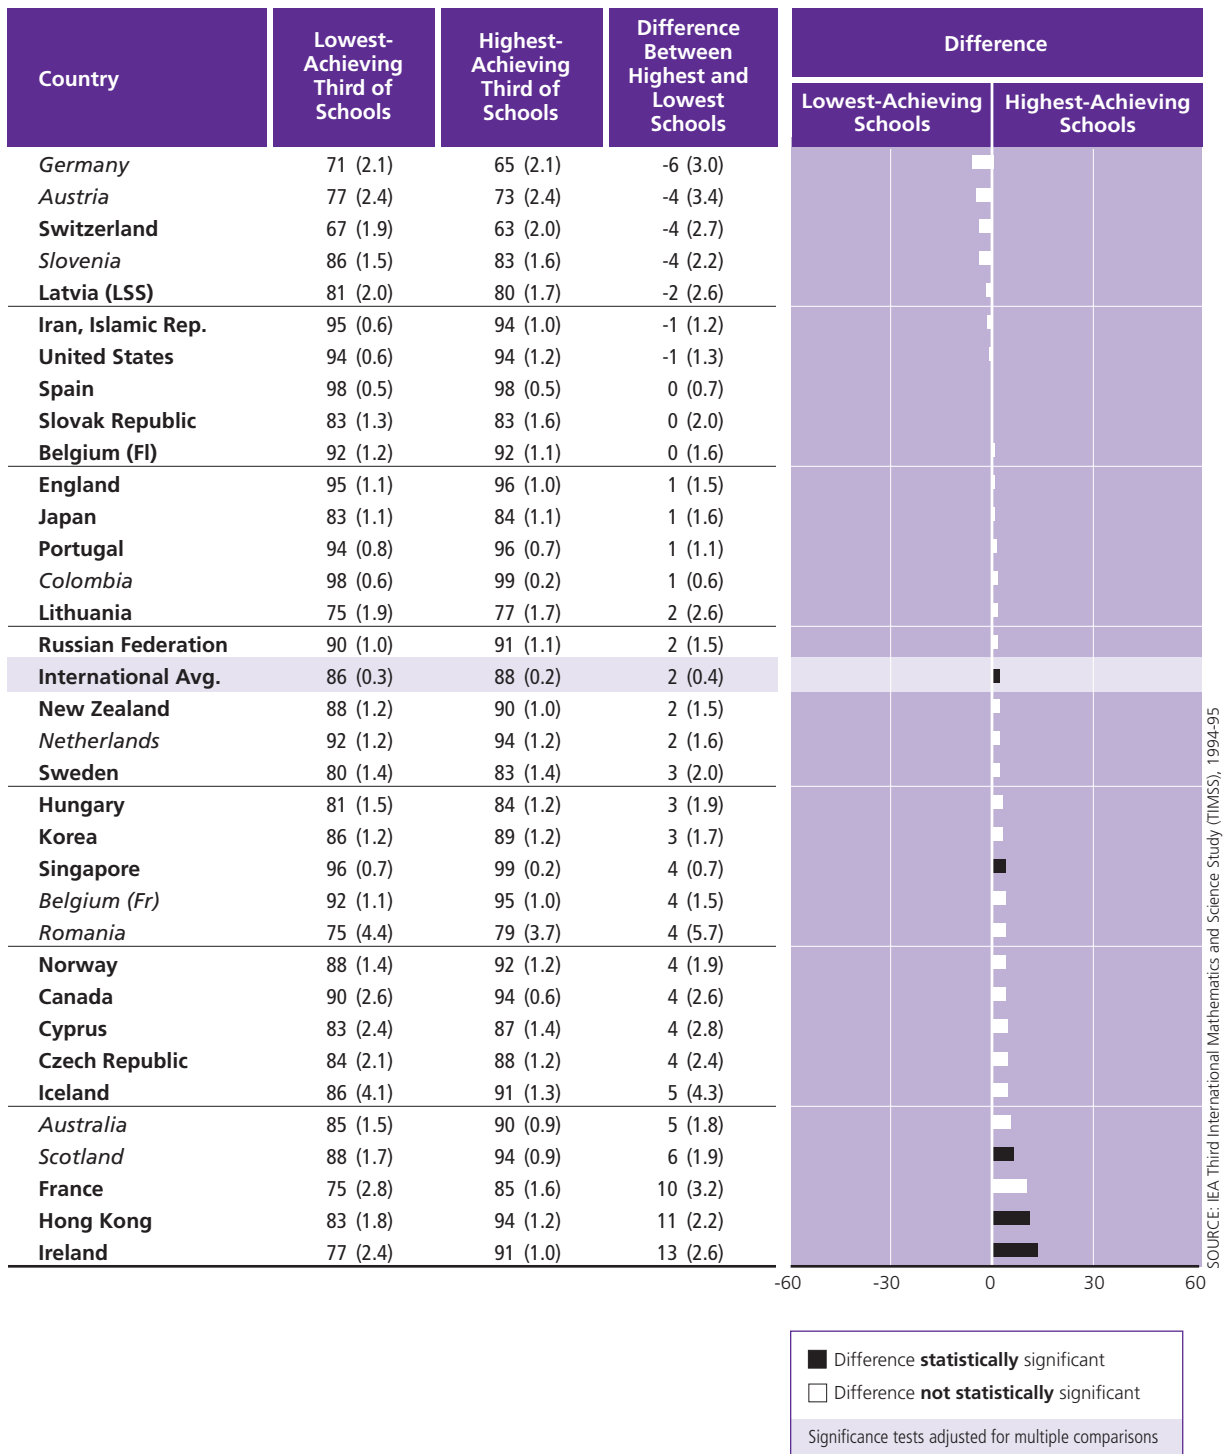 Country
Lowest-
Achieving
Third of
Schools
Highest-
Achieving
Third of
Schools
Difference
Between
Highest and
Lowest
Schools
Difference
Lowest-Achieving
Schools
Highest-Achieving
Schools
Germany 71 (2.1) 65 (2.1) -6 (3.0)
Austria 77 (2.4) 73 (2.4) -4 (3.4)
Switzerland 67 (1.9) 63 (2.0) -4 (2.7)
Slovenia 86 (1.5) 83 (1.6) -4 (2.2)
Latvia (LSS) 81 (2.0) 80 (1.7) -2 (2.6)
Iran, Islamic Rep. 95 (0.6) 94 (1.0) -1 (1.2)
United States 94 (0.6) 94 (1.2) -1 (1.3)
Spain 98 (0.5) 98 (0.5) 0 (0.7)
Slovak Republic 83 (1.3) 83 (1.6) 0 (2.0)
Belgium (Fl) 92 (1.2) 92 (1.1) 0 (1.6)
England 95 (1.1) 96 (1.0) 1 (1.5)
Japan 83 (1.1) 84 (1.1) 1 (1.6)
Portugal 94 (0.8) 96 (0.7) 1 (1.1)
Colombia 98 (0.6) 99 (0.2) 1 (0.6)
Lithuania 75 (1.9) 77 (1.7) 2 (2.6)
Russian Federation 90 (1.0) 91 (1.1) 2 (1.5)
International Avg. 86 (0.3) 88 (0.2) 2 (0.4)
New Zealand 88 (1.2) 90 (1.0) 2 (1.5)
Netherlands 92 (1.2) 94 (1.2) 2 (1.6)
Sweden 80 (1.4) 83 (1.4) 3 (2.0)
Hungary 81 (1.5) 84 (1.2) 3 (1.9)
Korea 86 (1.2) 89 (1.2) 3 (1.7)
Singapore 96 (0.7) 99 (0.2) 4 (0.7)
Belgium (Fr) 92 (1.1) 95 (1.0) 4 (1.5)
Romania 75 (4.4) 79 (3.7) 4 (5.7)
Norway 88 (1.4) 92 (1.2) 4 (1.9)
Canada 90 (2.6) 94 (0.6) 4 (2.6)
Cyprus 83 (2.4) 87 (1.4) 4 (2.8)
Czech Republic 84 (2.1) 88 (1.2) 4 (2.4)
Iceland 86 (4.1) 91 (1.3) 5 (4.3)
Australia 85 (1.5) 90 (0.9) 5 (1.8)
Scotland 88 (1.7) 94 (0.9) 6 (1.9)
France 75 (2.8) 85 (1.6) 10 (3.2)
Hong Kong 83 (1.8) 94 (1.2) 11 (2.2)
Ireland 77 (2.4) 91 (1.0) 13 (2.6)
-60 -30 0 30 60
Difference statistically significant
Difference not statistically significant
Significance tests adjusted for multiple comparisons
SOURCE: IEA Third International Mathematics and Science Study (TIMSS), 1994-95